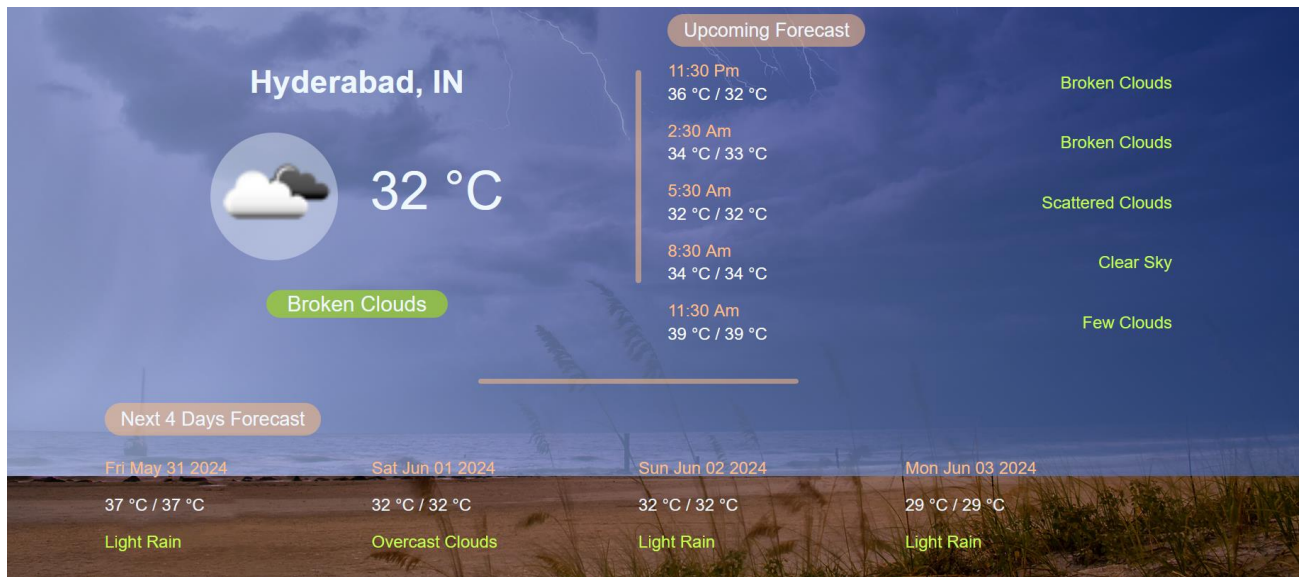 Hyderabad, IN
32 °C
Broken Clouds
Upcoming Forecast
11:30 Pm
36 °C / 32 °C
Broken Clouds
2:30 Am
34 °C / 33 °C
Broken Clouds
5:30 Am
32 °C / 32 °C
Scattered Clouds
8:30 Am
34 °C / 34 °C
Clear Sky
11:30 Am
39 °C / 39 °C
Few Clouds
Next 4 Days Forecast
Fri May 31 2024
37 °C / 37 °C
Light Rain
Sat Jun 01 2024
32 °C / 32 °C
Overcast Clouds
Sun Jun 02 2024
32 °C / 32 °C
Light Rain
Mon Jun 03 2024
29 °C / 29 °C
Light Rain